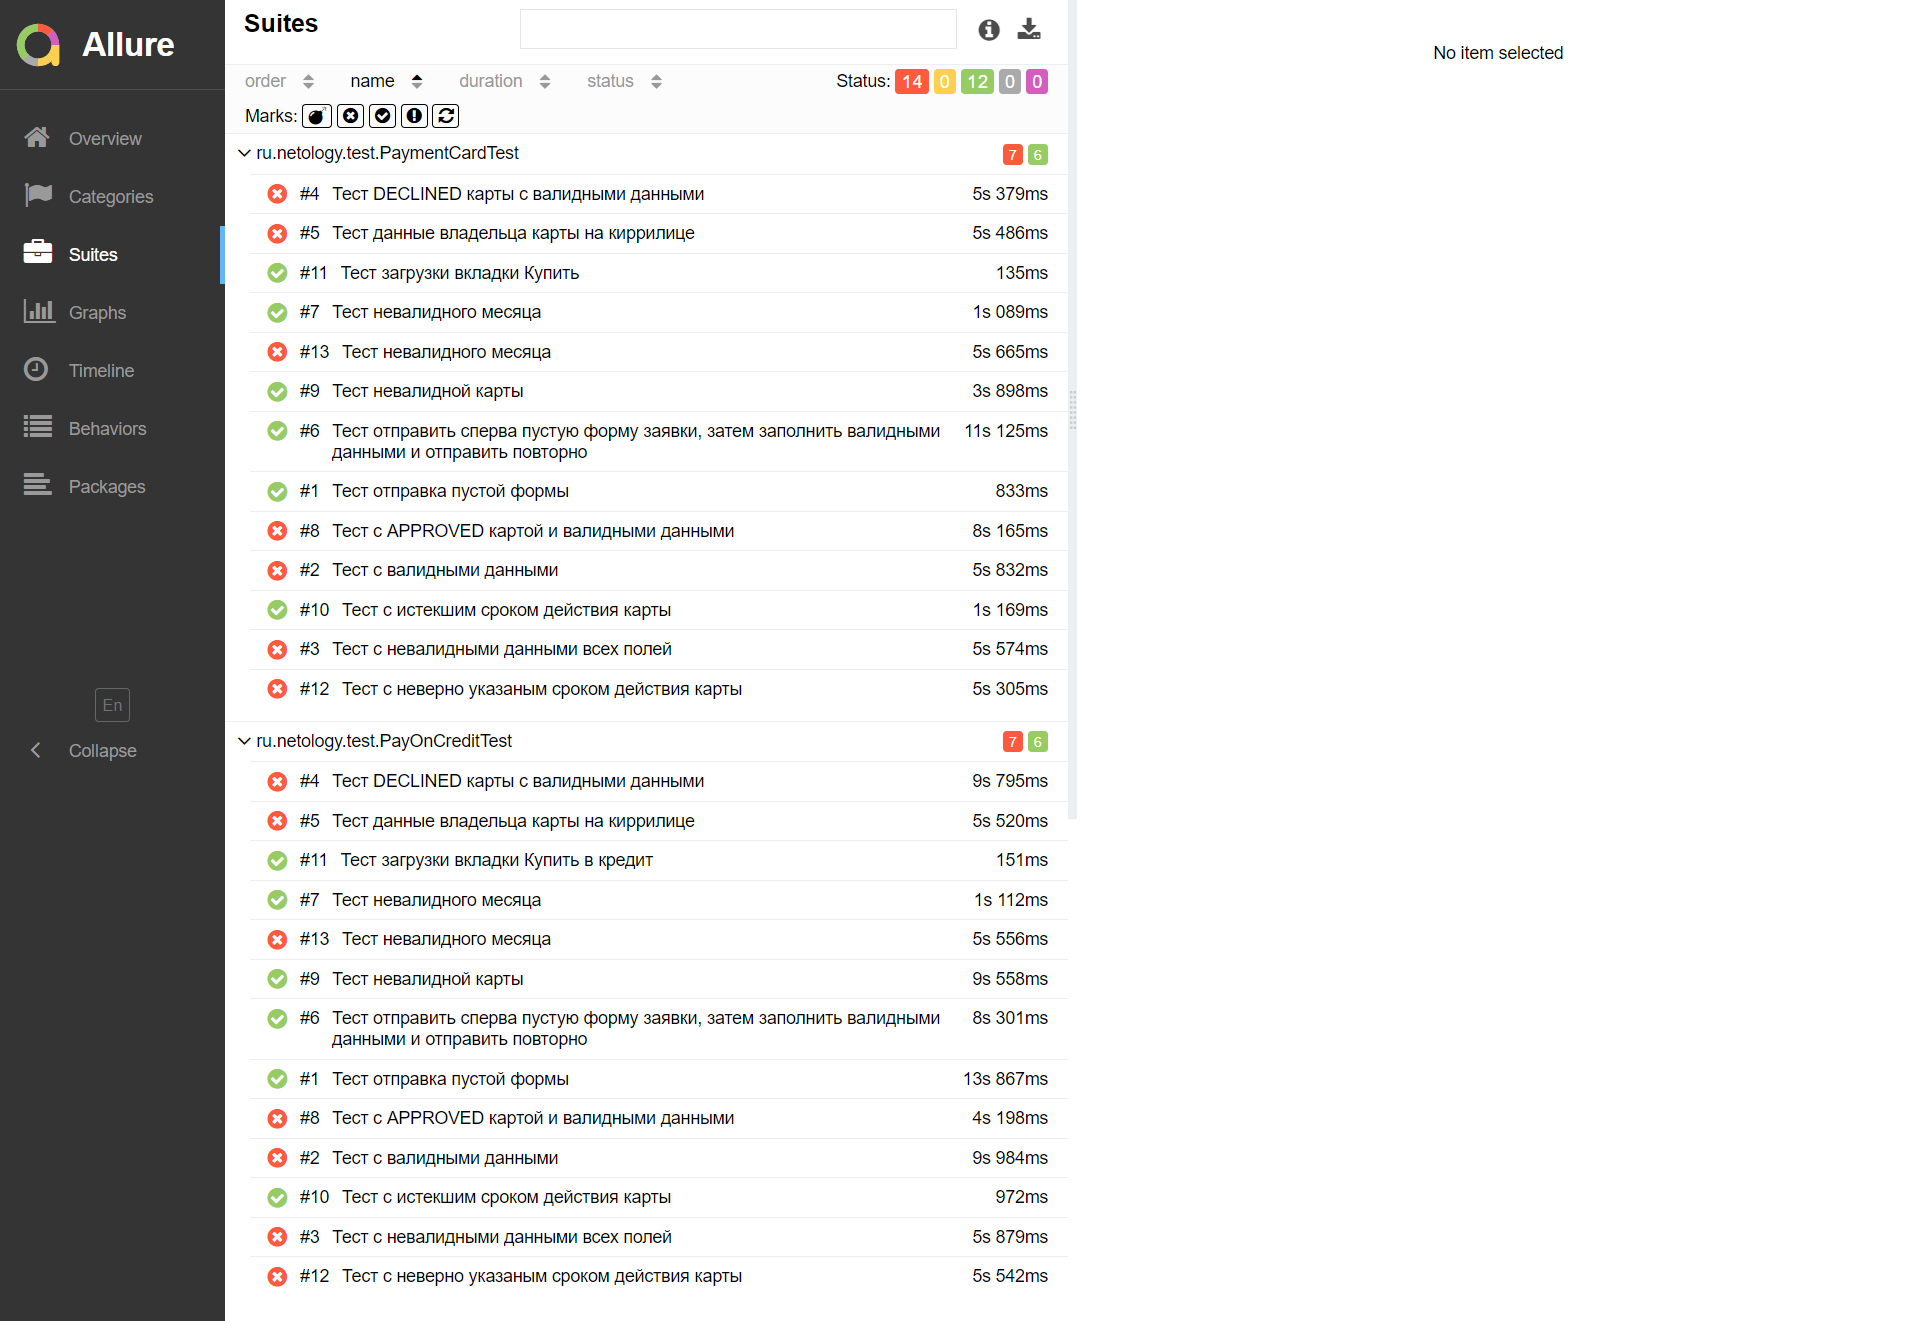 Allure
Overview
Categories
Suites
Graphs
Timeline
Behaviors
Packages
En
Collapse
Suites
order name duration status Status: 14 0 12 0 0
Marks:
ru.netology.test.PaymentCardTest 7 6
#4 Тест DECLINED карты с валидными данными 5s 379ms
#5 Тест данные владельца карты на киррилице 5s 486ms
#11 Тест загрузки вкладки Купить 135ms
#7 Тест невалидного месяца 1s 089ms
#13 Тест невалидного месяца 5s 665ms
#9 Тест невалидной карты 3s 898ms
#6 Тест отправить сперва пустую форму заявки, затем заполнить валидными 11s 125ms
данными и отправить повторно
#1 Тест отправка пустой формы 833ms
#8 Тест с APPROVED картой и валидными данными 8s 165ms
#2 Тест с валидными данными 5s 832ms
#10 Тест с истекшим сроком действия карты 1s 169ms
#3 Тест с невалидными данными всех полей 5s 574ms
#12 Тест с неверно указаным сроком действия карты 5s 305ms
ru.netology.test.PayOnCreditTest 7 6
#4 Тест DECLINED карты с валидными данными 9s 795ms
#5 Тест данные владельца карты на киррилице 5s 520ms
#11 Тест загрузки вкладки Купить в кредит 151ms
#7 Тест невалидного месяца 1s 112ms
#13 Тест невалидного месяца 5s 556ms
#9 Тест невалидной карты 9s 558ms
#6 Тест отправить сперва пустую форму заявки, затем заполнить валидными 8s 301ms
данными и отправить повторно
#1 Тест отправка пустой формы 13s 867ms
#8 Тест с APPROVED картой и валидными данными 4s 198ms
#2 Тест с валидными данными 9s 984ms
#10 Тест с истекшим сроком действия карты 972ms
#3 Тест с невалидными данными всех полей 5s 879ms
#12 Тест с неверно указаным сроком действия карты 5s 542ms
No item selected